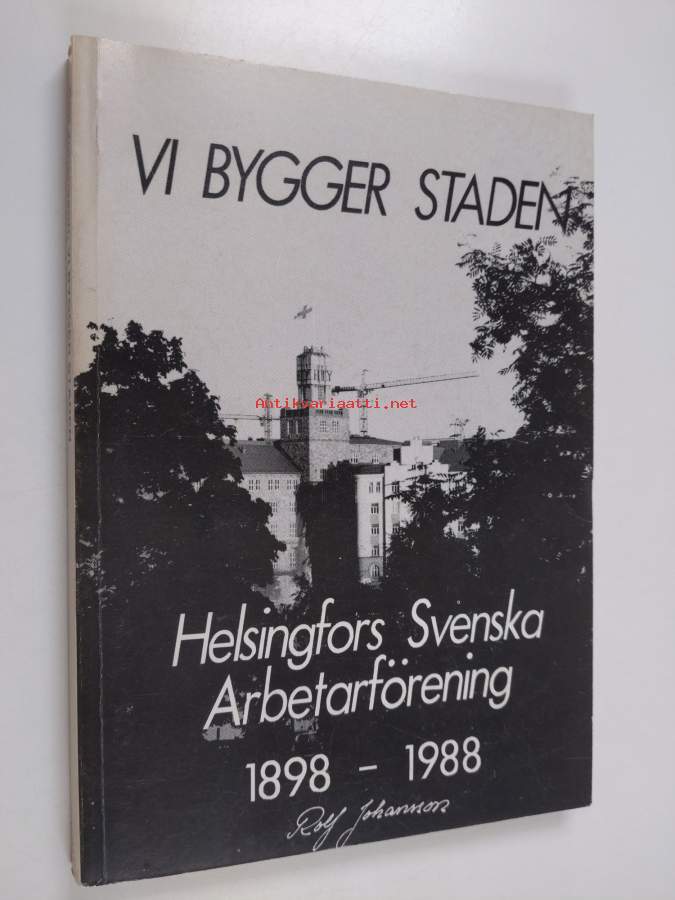 VI BYGGER STADEN
Antikvariaatti.net
Helsingfors Svenska
Arbetarförening
1898 - 1988
Rolf Johansson